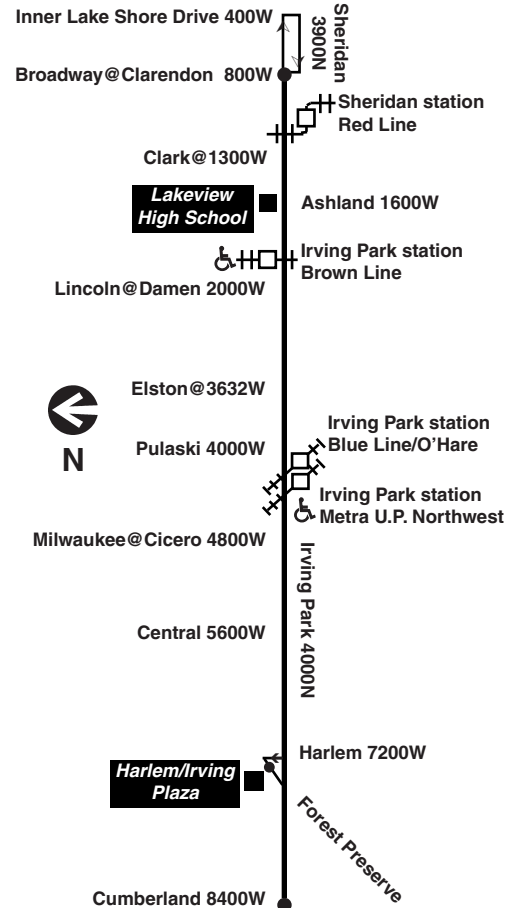 Inner Lake Shore Drive 400W
Sheridan
3900N
Broadway@Clarendon 800W
Sheridan station
Red Line
Clark@1300W
Lakeview
High School
Ashland 1600W
Irving Park station
Brown Line
Lincoln@Damen 2000W
Elston@3632W
N
Pulaski 4000W
Irving Park station
Blue Line/O'Hare
Irving Park station
Metra U.P. Northwest
Milwaukee@Cicero 4800W
Irving Park 4000N
Central 5600W
Harlem 7200W
Harlem/Irving
Plaza
Forest Preserve
Cumberland 8400W